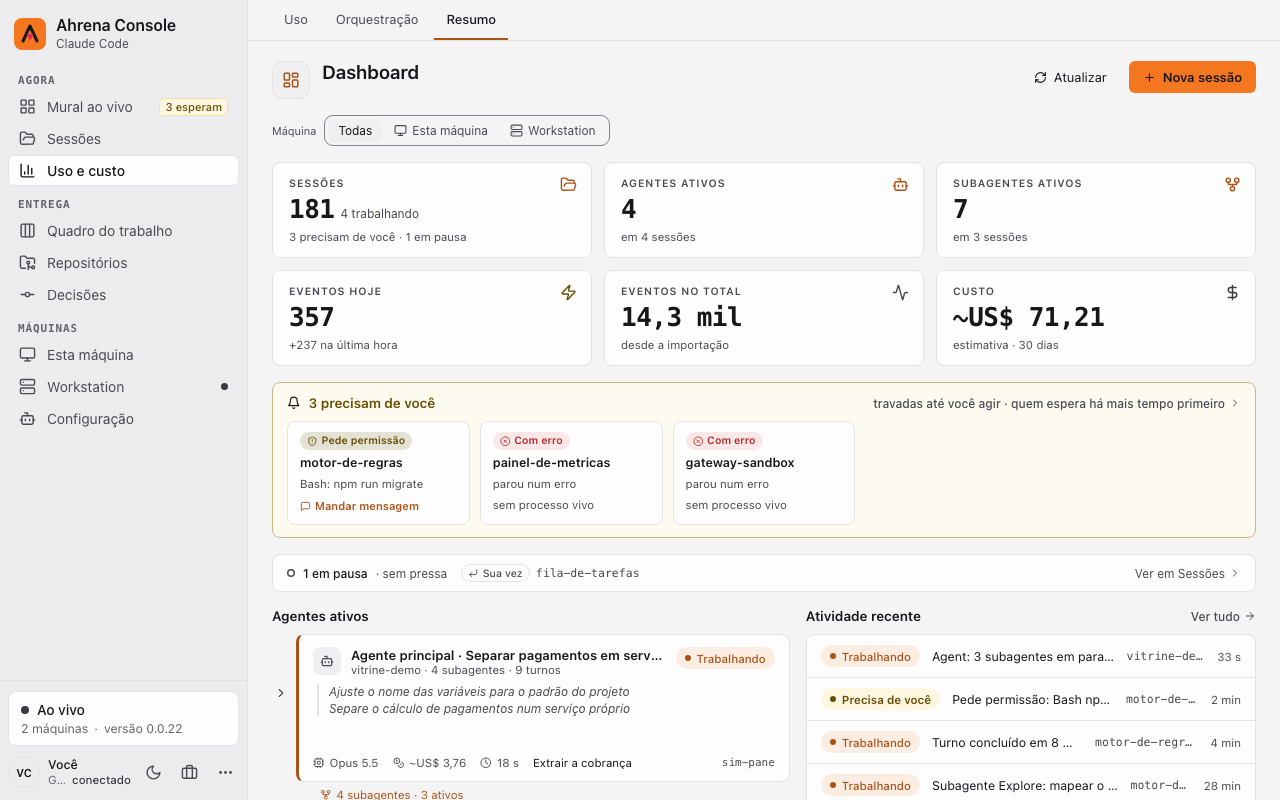 Ahrena Console
Claude Code
AGORA
Mural ao vivo
3 esperam
Sessões
Uso e custo
ENTREGA
Quadro do trabalho
Repositórios
Decisões
MÁQUINAS
Esta máquina
Workstation
Configuração
Ao vivo
2 máquinas · versão 0.0.22
VC
Você
G... conectado
Uso
Orquestração
Resumo
Dashboard
Atualizar
Nova sessão
Máquina
Todas
Esta máquina
Workstation
SESSÕES
181 4 trabalhando
3 precisam de você · 1 em pausa
AGENTES ATIVOS
4
em 4 sessões
SUBAGENTES ATIVOS
7
em 3 sessões
EVENTOS HOJE
357
+237 na última hora
EVENTOS NO TOTAL
14,3 mil
desde a importação
CUSTO
~US$ 71,21
estimativa · 30 dias
3 precisam de você
travadas até você agir · quem espera há mais tempo primeiro
Pede permissão
motor-de-regras
Bash: npm run migrate
Mandar mensagem
Com erro
painel-de-metricas
parou num erro
sem processo vivo
Com erro
gateway-sandbox
parou num erro
sem processo vivo
1 em pausa · sem pressa
Sua vez
fila-de-tarefas
Ver em Sessões
Agentes ativos
Agente principal · Separar pagamentos em serv...
vitrine-demo · 4 subagentes · 9 turnos
Trabalhando
Ajuste o nome das variáveis para o padrão do projeto
Separe o cálculo de pagamentos num serviço próprio
Opus 5.5
~US$ 3,76
18 s
Extrair a cobrança
sim-pane
4 subagentes · 3 ativos
Atividade recente
Ver tudo
Trabalhando Agent: 3 subagentes em para... vitrine-de... 33 s
Precisa de você Pede permissão: Bash np... motor-de-... 2 min
Trabalhando Turno concluído em 8 ... motor-de-regr... 4 min
Trabalhando Subagente Explore: mapear o ... motor-d... 28 min